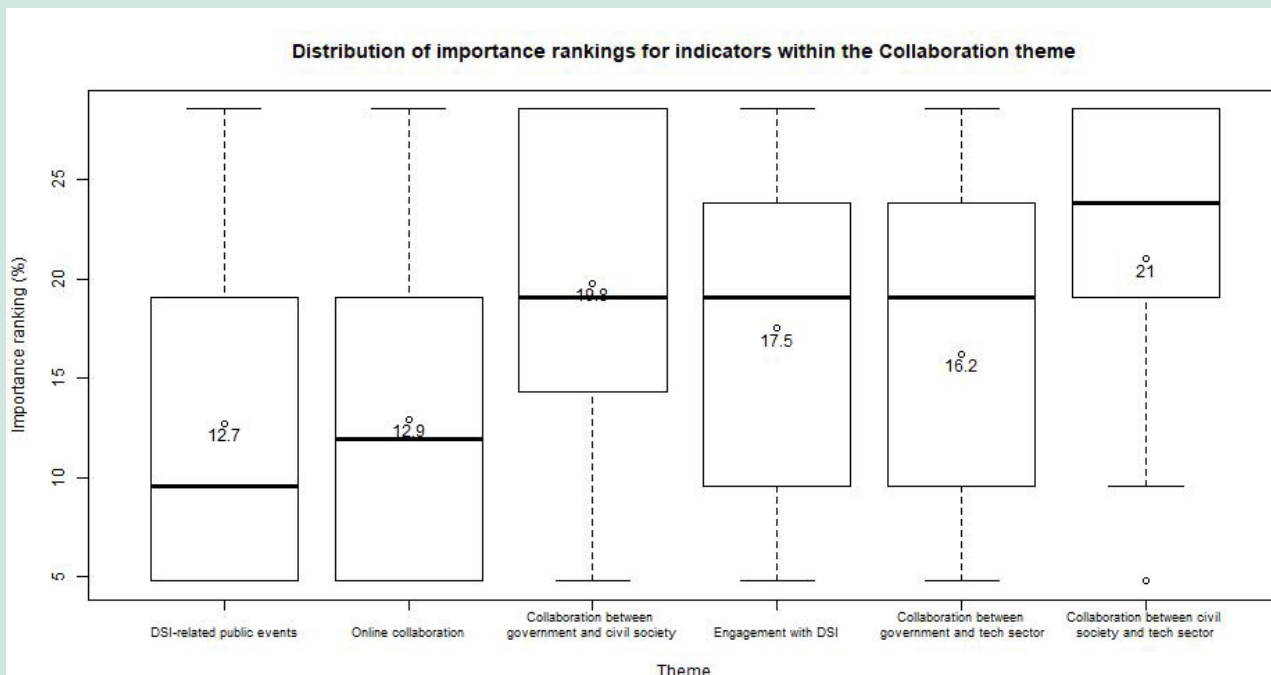 Distribution of importance rankings for indicators within the Collaboration theme
Importance ranking (%)
25
20
15
10
5
12.7
12.9
19.8
17.5
16.2
21
DSI-related public events
Online collaboration
Collaboration between
government and civil society
Engagement with DSI
Collaboration between
government and tech sector
Collaboration between civil
society and tech sector
Theme